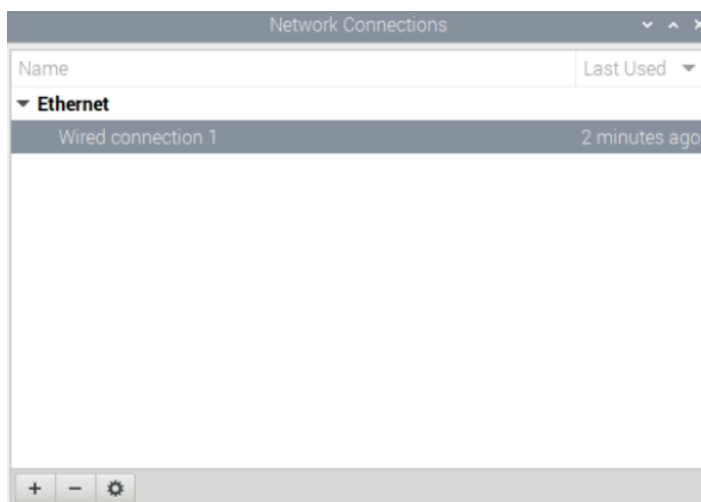 Network Connections
Name Last Used
Ethernet
Wired connection 1 2 minutes ago